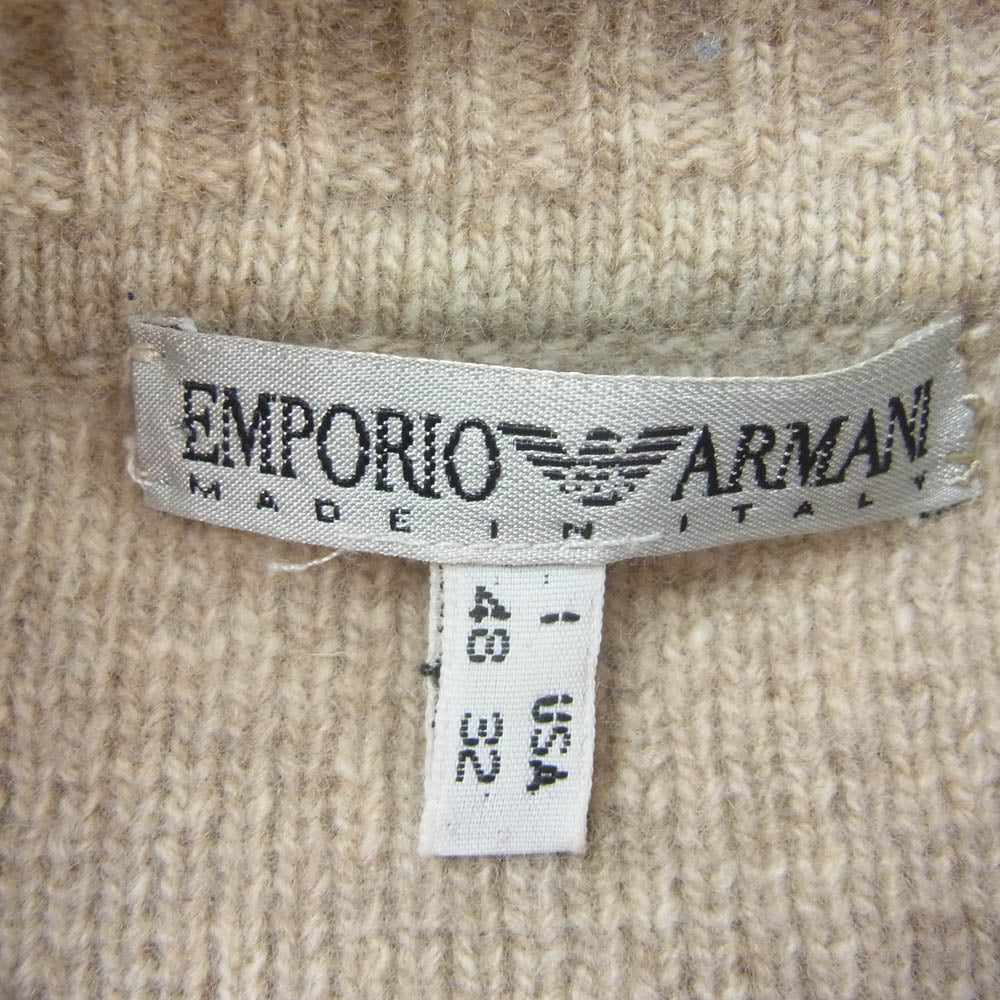 EMPORIO ARMANI
MADE IN ITALY
I USA
48 32